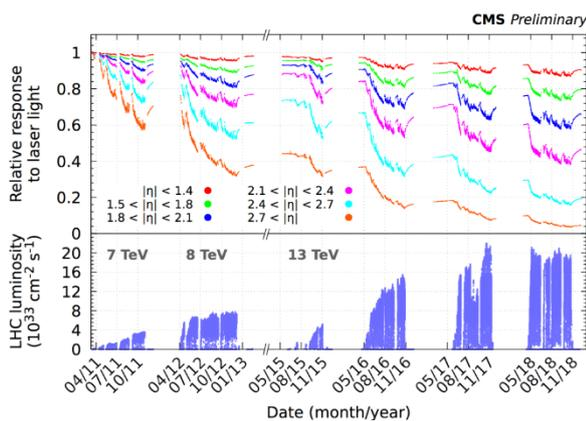 CMS Preliminary
Relative response
to laser light
1
0.8
0.6
0.4
0.2
0
|η| < 1.4
1.5 < |η| < 1.8
1.8 < |η| < 2.1
2.1 < |η| < 2.4
2.4 < |η| < 2.7
2.7 < |η|
LHC luminosity
(10³³ cm⁻² s⁻¹)
20
16
12
8
4
0
7 TeV
8 TeV
13 TeV
04/11
07/11
10/11
04/12
07/12
10/12
01/13
05/15
08/15
11/15
05/16
08/16
11/16
05/17
08/17
11/17
05/18
08/18
11/18
Date (month/year)